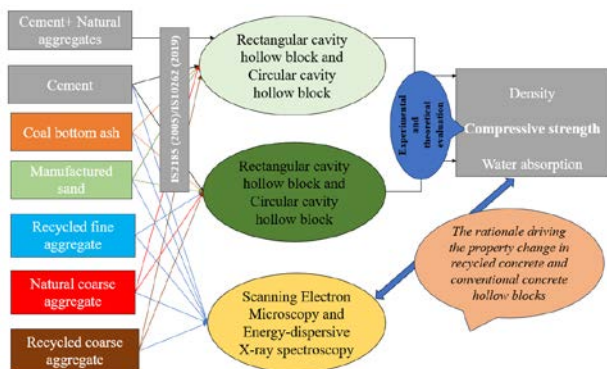 Cement+ Natural
aggregates
Cement
Coal bottom ash
Manufactured
sand
Recycled fine
aggregate
Natural coarse
aggregate
Recycled coarse
aggregate
IS2185 (2005)/IS10262 (2019)
Rectangular cavity
hollow block and
Circular cavity
hollow block
Rectangular cavity
hollow block and
Circular cavity
hollow block
Scanning Electron
Microscopy and
Energy-dispersive
X-ray spectroscopy
Experimental
and
theoretical
evaluation
Density
Compressive strength
Water absorption
The rationale driving
the property change in
recycled concrete and
conventional concrete
hollow blocks